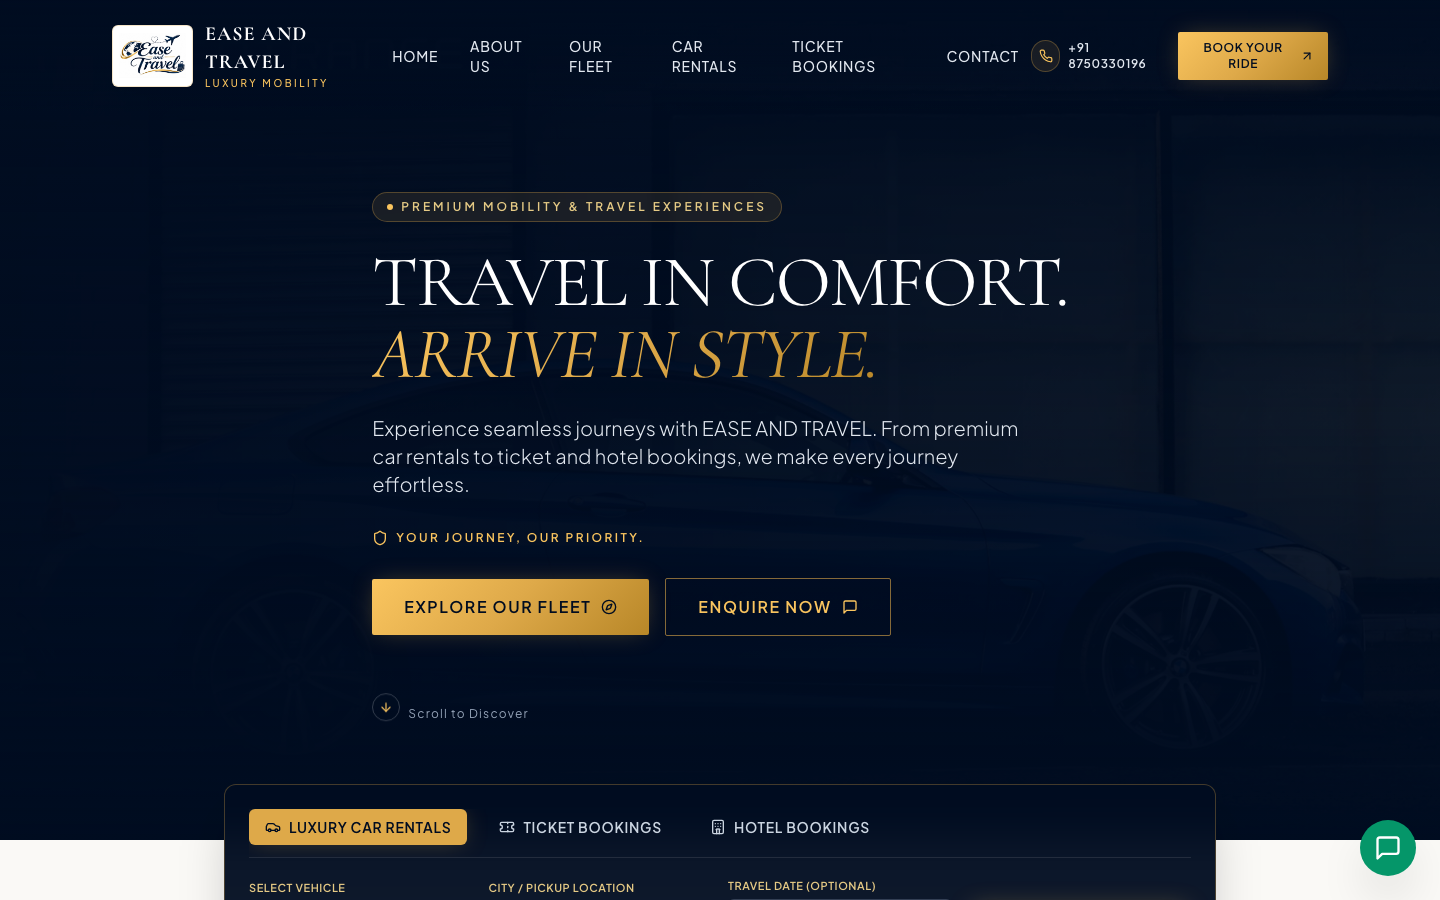 Ease
and
Travel
EASE AND
TRAVEL
LUXURY MOBILITY
HOME
ABOUT
US
OUR
FLEET
CAR
RENTALS
TICKET
BOOKINGS
CONTACT
+91
8750330196
BOOK YOUR
RIDE
PREMIUM MOBILITY & TRAVEL EXPERIENCES
TRAVEL IN COMFORT.
ARRIVE IN STYLE.
Experience seamless journeys with EASE AND TRAVEL. From premium
car rentals to ticket and hotel bookings, we make every journey
effortless.
YOUR JOURNEY, OUR PRIORITY.
EXPLORE OUR FLEET
ENQUIRE NOW
Scroll to Discover
LUXURY CAR RENTALS
TICKET BOOKINGS
HOTEL BOOKINGS
SELECT VEHICLE
CITY / PICKUP LOCATION
TRAVEL DATE (OPTIONAL)